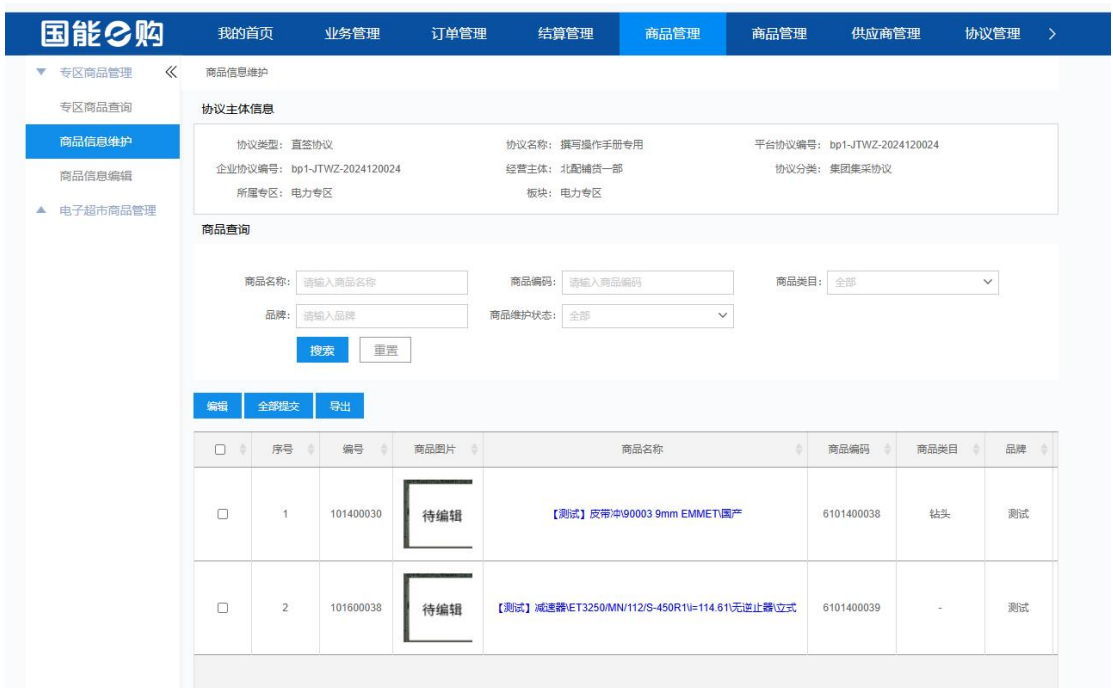 国能e购 我的首页 业务管理 订单管理 结算管理 商品管理 商品管理 供应商管理 协议管理
专区商品管理
专区商品查询
商品信息维护
商品信息编辑
电子超市商品管理
商品信息维护
协议主体信息
协议类型: 直签协议 协议名称: 撰写操作手册专用 平台协议编号: bp1-JTWZ-2024120024
企业协议编号: bp1-JTWZ-2024120024 经营主体: 北配辅货一部 协议分类: 集团集采协议
所属专区: 电力专区 板块: 电力专区
商品查询
商品名称: 请输入商品名称 商品编码: 请输入商品编码 商品类目: 全部
品牌: 请输入品牌 商品维护状态: 全部
搜索 重置
编辑 全部提交 导出
序号 编号 商品图片 商品名称 商品编码 商品类目 品牌
1 101400030 待编辑 【测试】皮带冲\90003 9mm EMMET\国产 6101400038 钻头 测试
2 101600038 待编辑 【测试】减速器\ET3250/MN/112/S-450R1\i=114.61\无逆止器\立式 6101400039 - 测试